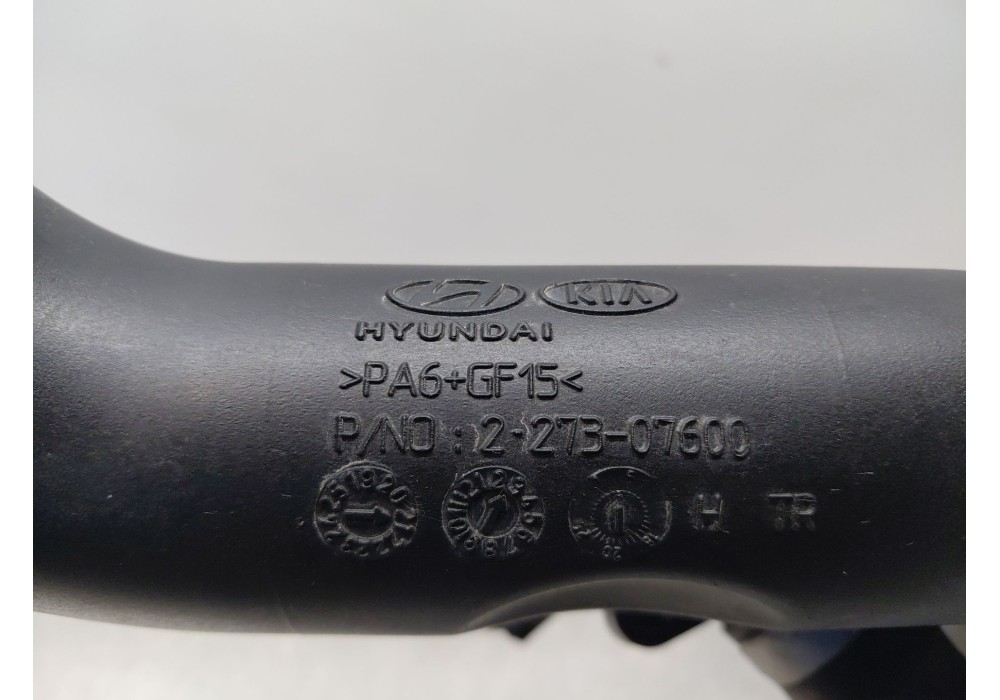 KIA
HYUNDAI
>PA6+GF15<
P/NO : 2-273-07600
H TR